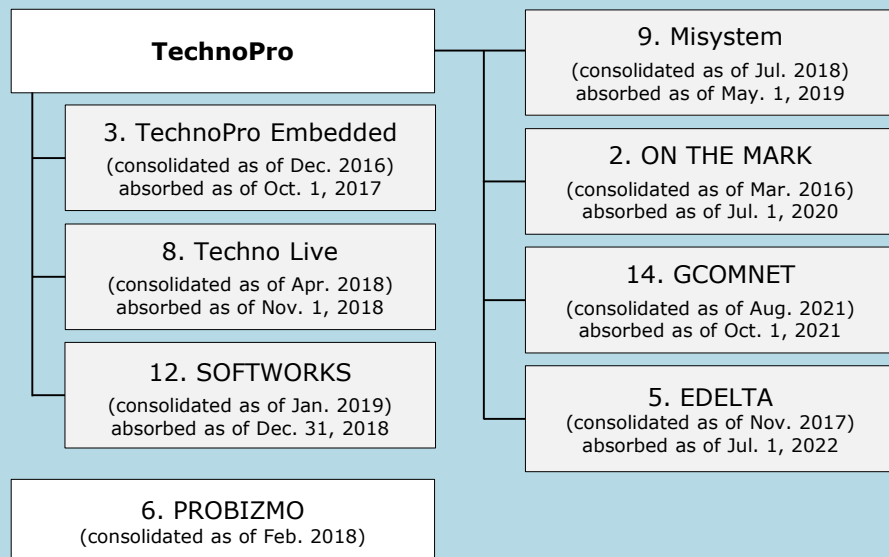 TechnoPro
3. TechnoPro Embedded
(consolidated as of Dec. 2016)
absorbed as of Oct. 1, 2017
8. Techno Live
(consolidated as of Apr. 2018)
absorbed as of Nov. 1, 2018
12. SOFTWORKS
(consolidated as of Jan. 2019)
absorbed as of Dec. 31, 2018
9. Misystem
(consolidated as of Jul. 2018)
absorbed as of May. 1, 2019
2. ON THE MARK
(consolidated as of Mar. 2016)
absorbed as of Jul. 1, 2020
14. GCOMNET
(consolidated as of Aug. 2021)
absorbed as of Oct. 1, 2021
5. EDELTA
(consolidated as of Nov. 2017)
absorbed as of Jul. 1, 2022
6. PROBIZMO
(consolidated as of Feb. 2018)